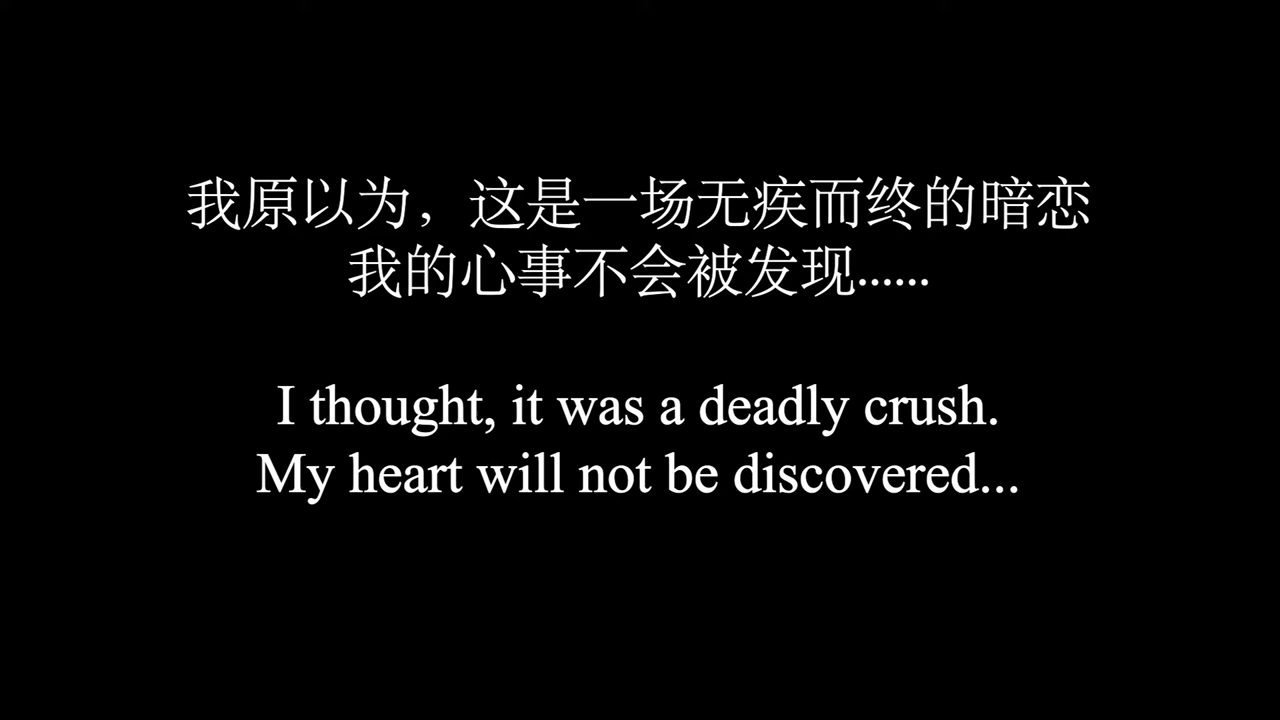 我原以为，这是一场无疾而终的暗恋
我的心事不会被发现......
I thought, it was a deadly crush.
My heart will not be discovered...